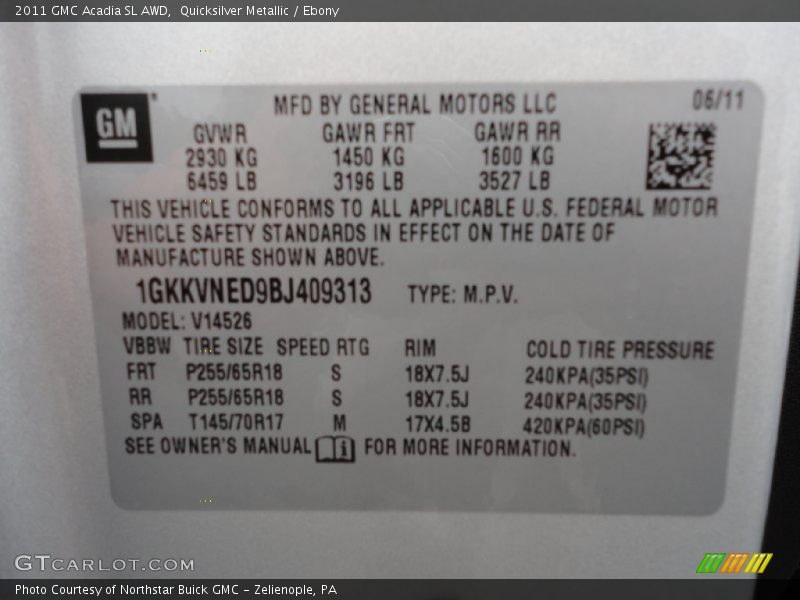 2011 GMC Acadia SL AWD,  Quicksilver Metallic / Ebony
GM
MFD BY GENERAL MOTORS LLC
06/11
GVWR GAWR FRT GAWR RR
2930 KG 1450 KG 1600 KG
6459 LB 3196 LB 3527 LB
THIS VEHICLE CONFORMS TO ALL APPLICABLE U.S. FEDERAL MOTOR
VEHICLE SAFETY STANDARDS IN EFFECT ON THE DATE OF
MANUFACTURE SHOWN ABOVE.
1GKKVNED9BJ409313 TYPE: M.P.V.
MODEL: V14526
VBBW TIRE SIZE SPEED RTG RIM COLD TIRE PRESSURE
FRT P255/65R18 S 18X7.5J 240KPA(35PSI)
RR P255/65R18 S 18X7.5J 240KPA(35PSI)
SPA T145/70R17 M 17X4.5B 420KPA(60PSI)
SEE OWNER'S MANUAL i FOR MORE INFORMATION.
GTCARLOT.COM
Photo Courtesy of Northstar Buick GMC - Zelienople, PA